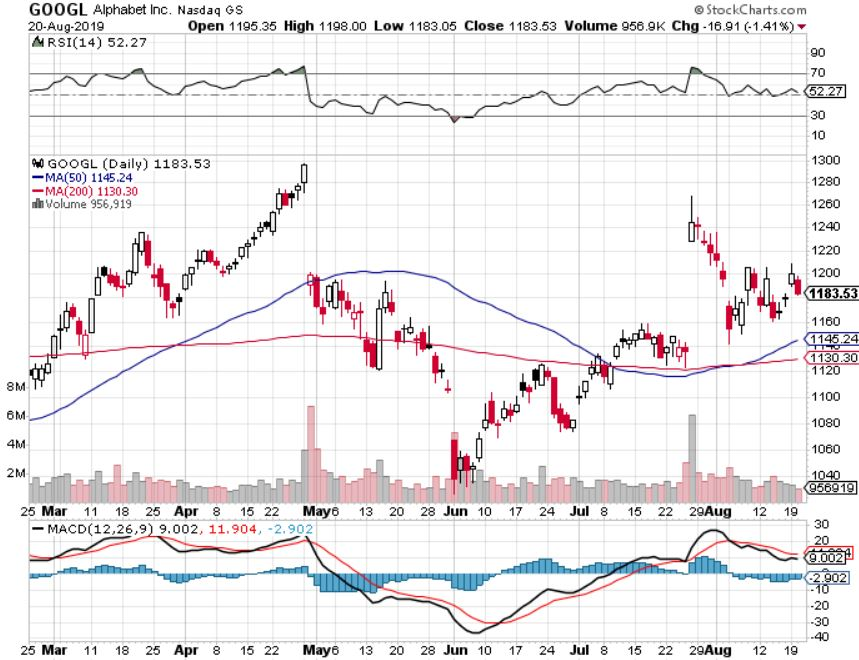 GOOGL Alphabet Inc. Nasdaq GS © StockCharts.com
20-Aug-2019 Open 1195.35 High 1198.00 Low 1183.05 Close 1183.53 Volume 956.9K Chg -16.91 (-1.41%)
RSI(14) 52.27
90
70
52.27
30
10
GOOGL (Daily) 1183.53
MA(50) 1145.24
MA(200) 1130.30
Volume 956,919
1300
1280
1260
1240
1220
1200
1183.53
1160
1145.24
1130.30
1120
1100
1080
1060
1040
956919
8M
6M
4M
2M
25 Mar 11 18 25 Apr 8 15 22 May 6 13 20 28 Jun 10 17 24 Jul 8 15 22 29 Aug 12 19
MACD(12,26,9) 9.002, 11.904, -2.902
30
20
9.002
-2.902
-10
-20
-30
-40
25 Mar 11 18 25 Apr 8 15 22 May 6 13 20 28 Jun 10 17 24 Jul 8 15 22 29 Aug 12 19